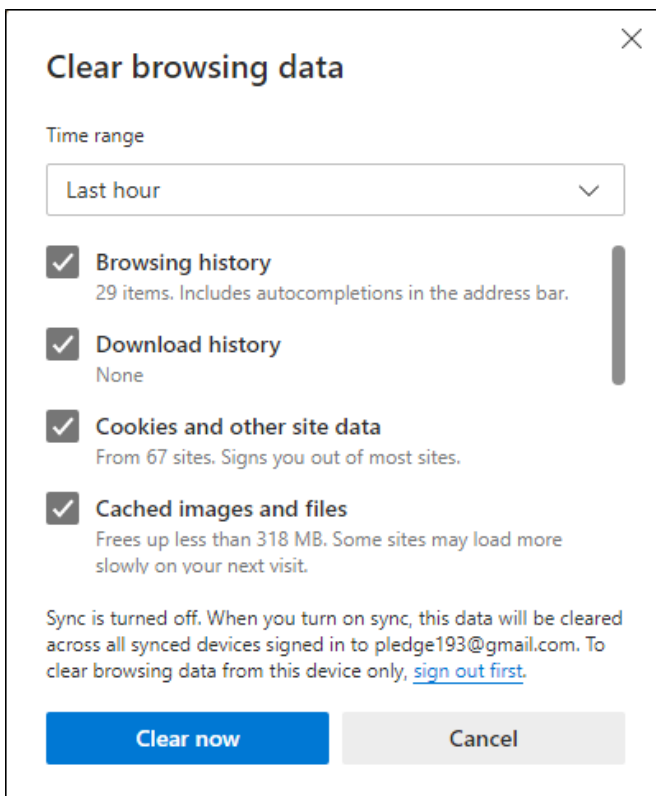 Clear browsing data
Time range
Last hour
Browsing history
29 items. Includes autocompletions in the address bar.
Download history
None
Cookies and other site data
From 67 sites. Signs you out of most sites.
Cached images and files
Frees up less than 318 MB. Some sites may load more
slowly on your next visit.
Sync is turned off. When you turn on sync, this data will be cleared
across all synced devices signed in to pledge193@gmail.com. To
clear browsing data from this device only, sign out first.
Clear now
Cancel